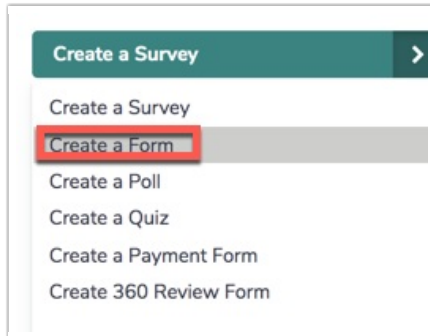 Create a Survey
Create a Survey
Create a Form
Create a Poll
Create a Quiz
Create a Payment Form
Create 360 Review Form